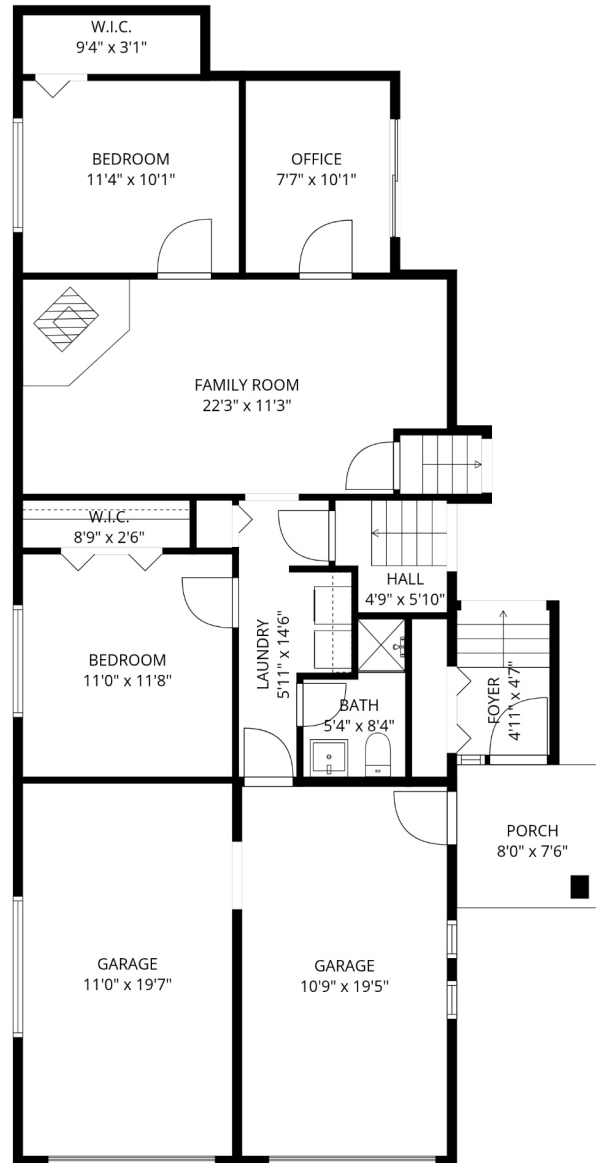 W.I.C.
9'4" x 3'1"
BEDROOM
11'4" x 10'1"
OFFICE
7'7" x 10'1"
FAMILY ROOM
22'3" x 11'3"
W.I.C.
8'9" x 2'6"
HALL
4'9" x 5'10"
BEDROOM
11'0" x 11'8"
LAUNDRY
5'11" x 14'6"
BATH
5'4" x 8'4"
FOYER
4'11" x 4'7"
PORCH
8'0" x 7'6"
GARAGE
11'0" x 19'7"
GARAGE
10'9" x 19'5"